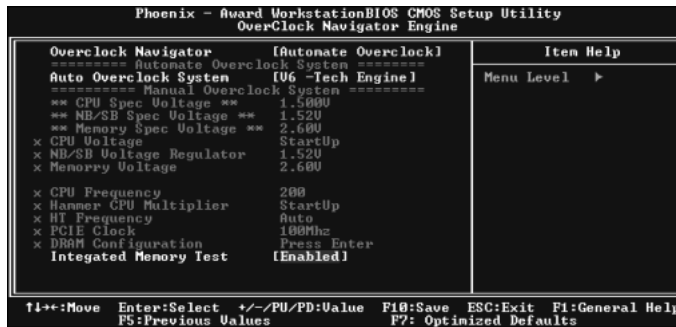 Phoenix - Award WorkstationBIOS CMOS Setup Utility
OverClock Navigator Engine
Overclock Navigator [Automate Overclock]
========= Automate Overclock System =========
Auto Overclock System [V6 -Tech Engine]
========== Manual Overclock System =========
** CPU Spec Voltage ** 1.500V
** NB/SB Spec Voltage ** 1.52V
** Memory Spec Voltage ** 2.60V
x CPU Voltage StartUp
x NB/SB Voltage Regulator 1.52V
x Memorry Voltage 2.60V
x CPU Frequency 200
x Hammer CPU Multiplier StartUp
x HT Frequency Auto
x PCIE Clock 100Mhz
x DRAM Configuration Press Enter
Integated Memory Test [Enabled]
Item Help
Menu Level ▶
↑↓→←:Move Enter:Select +/-/PU/PD:Value F10:Save ESC:Exit F1:General Help
F5:Previous Values F7: Optimized Defaults